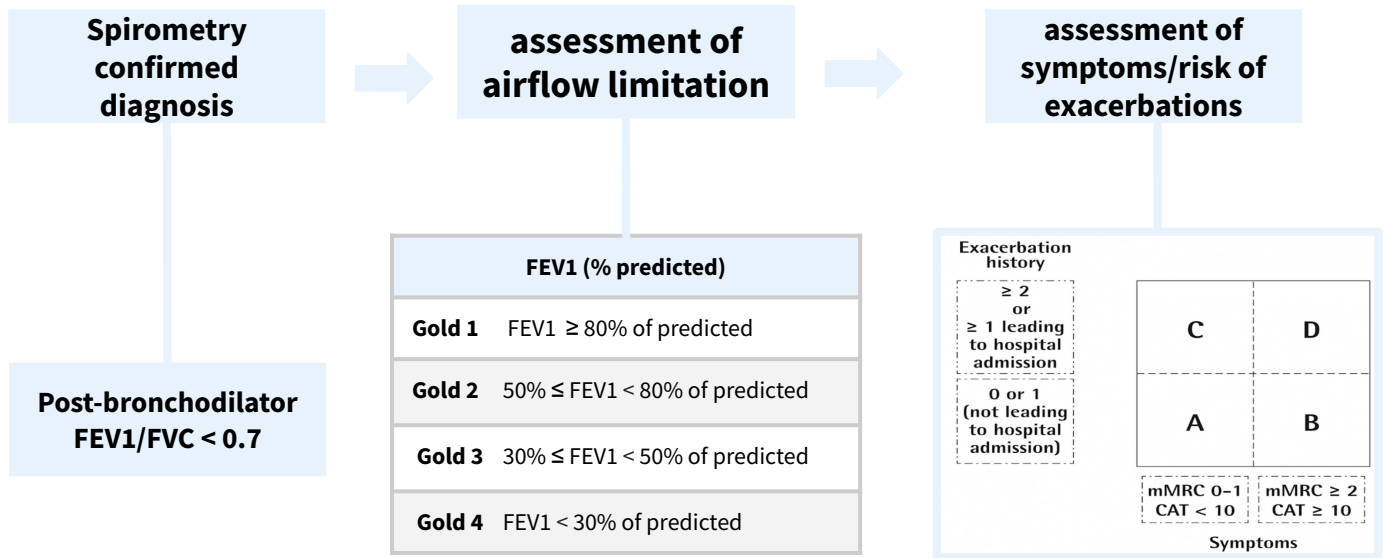 Spirometry
confirmed
diagnosis
assessment of
airflow limitation
assessment of
symptoms/risk of
exacerbations
Post-bronchodilator
FEV1/FVC < 0.7
FEV1 (% predicted)
Gold 1 FEV1 ≥ 80% of predicted
Gold 2 50% ≤ FEV1 < 80% of predicted
Gold 3 30% ≤ FEV1 < 50% of predicted
Gold 4 FEV1 < 30% of predicted
Exacerbation
history
≥ 2
or
≥ 1 leading
to hospital
admission
0 or 1
(not leading
to hospital
admission)
C D
A B
mMRC 0–1
CAT < 10
mMRC ≥ 2
CAT ≥ 10
Symptoms